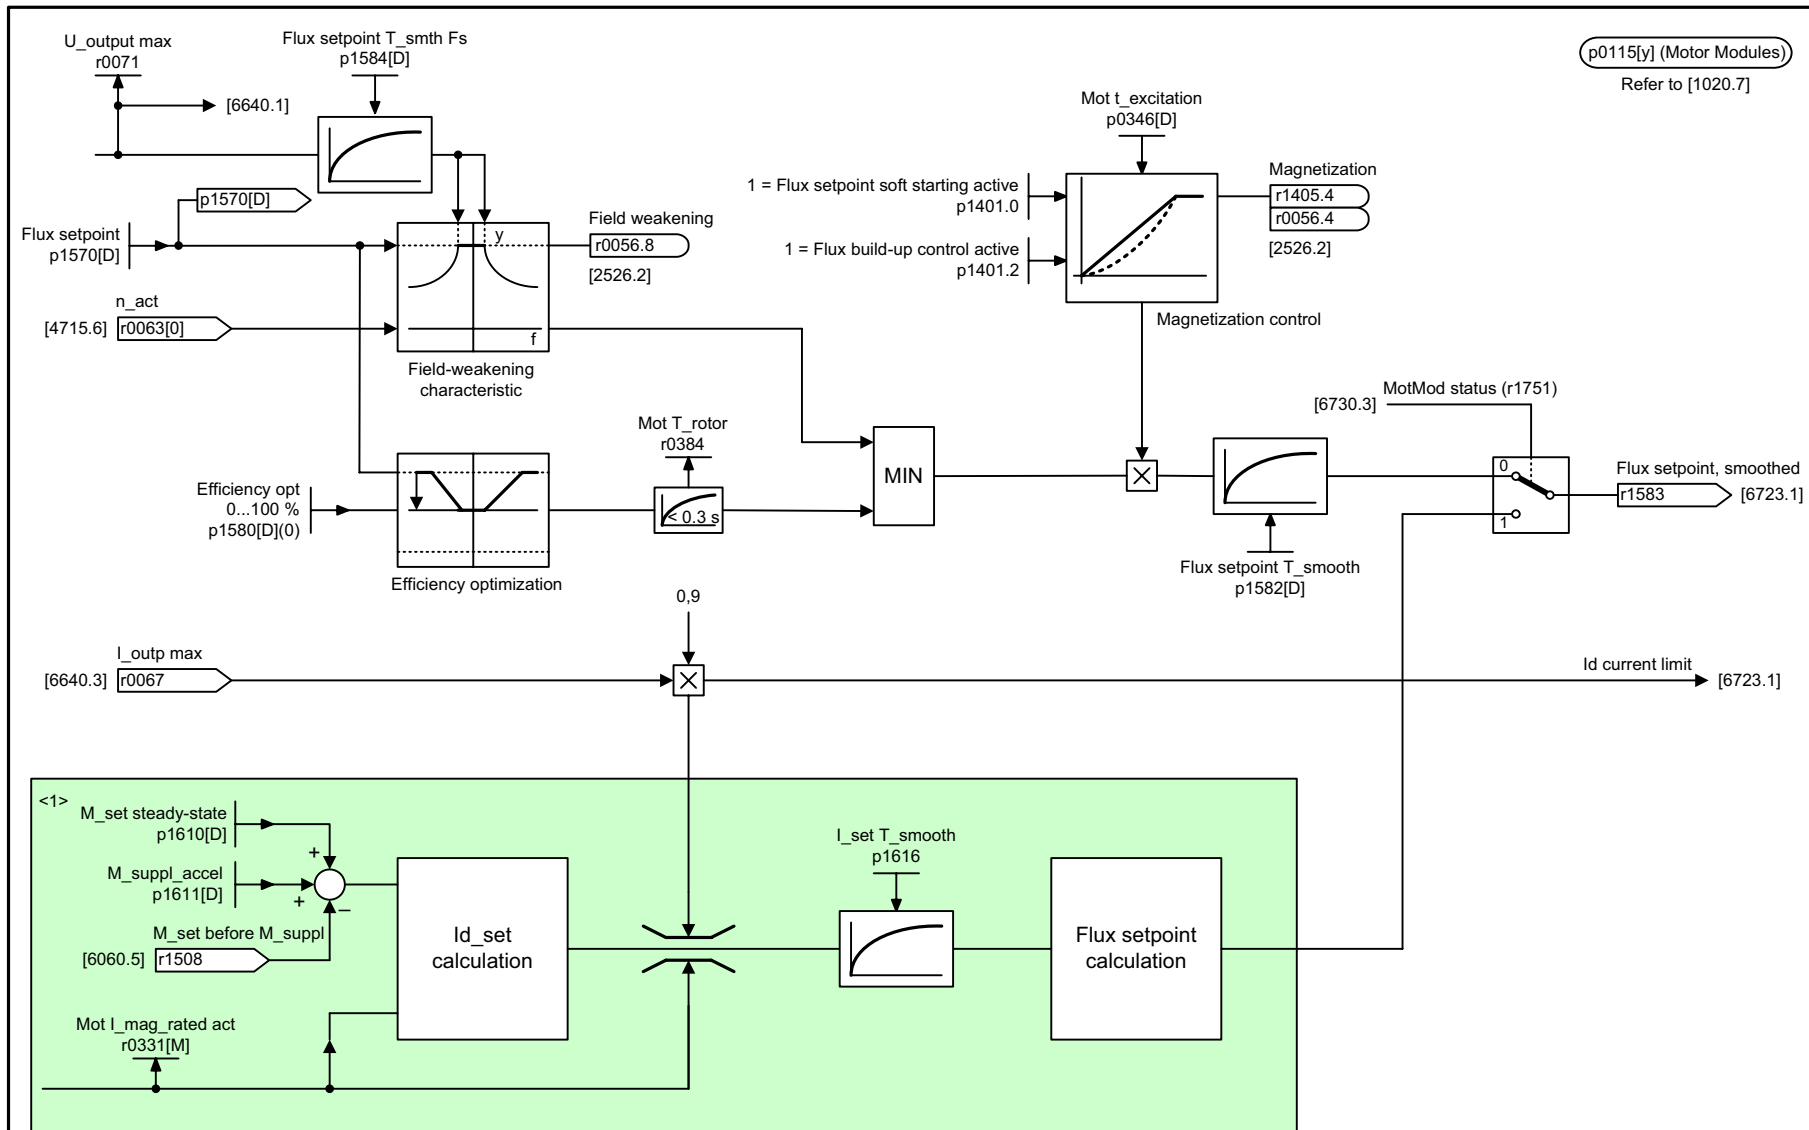 U_output max
r0071
[6640.1]
Flux setpoint T_smth Fs
p1584[D]
p0115[y] (Motor Modules)
Refer to [1020.7]
Mot t_excitation
p0346[D]
1 = Flux setpoint soft starting active
p1401.0
1 = Flux build-up control active
p1401.2
Magnetization
r1405.4
r0056.4
[2526.2]
Magnetization control
p1570[D]
Flux setpoint
p1570[D]
y
f
Field weakening
r0056.8
[2526.2]
n_act
[4715.6]
r0063[0]
Field-weakening
characteristic
Mot T_rotor
r0384
< 0.3 s
Efficiency opt
0...100 %
p1580[D](0)
Efficiency optimization
MIN
×
Flux setpoint T_smooth
p1582[D]
MotMod status (r1751)
[6730.3]
0
1
Flux setpoint, smoothed
r1583
[6723.1]
0,9
I_outp max
[6640.3]
r0067
×
Id current limit
[6723.1]
<1>
M_set steady-state
p1610[D]
+
M_suppl_accel
p1611[D]
+
–
M_set before M_suppl
[6060.5]
r1508
Mot I_mag_rated act
r0331[M]
Id_set
calculation
I_set T_smooth
p1616
Flux setpoint
calculation